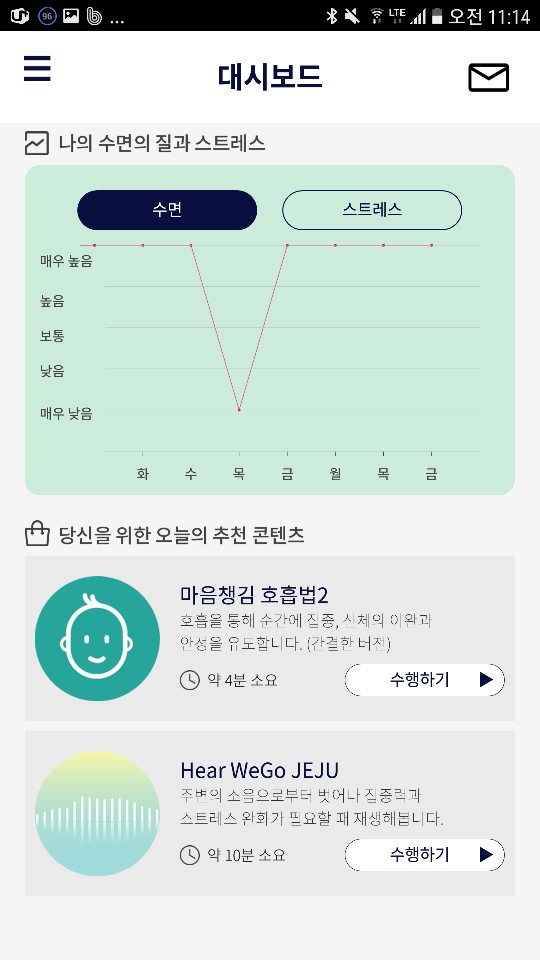 96
...
LTE
오전 11:14
대시보드
나의 수면의 질과 스트레스
수면
스트레스
매우 높음
높음
보통
낮음
매우 낮음
화 수 목 금 월 목 금
당신을 위한 오늘의 추천 콘텐츠
마음챙김 호흡법2
호흡을 통해 순간에 집중, 신체의 이완과
안정을 유도합니다. (간결한 버전)
약 4분 소요
수행하기
Hear WeGo JEJU
주변의 소음으로부터 벗어나 집중력과
스트레스 완화가 필요할 때 재생해봅니다.
약 10분 소요
수행하기